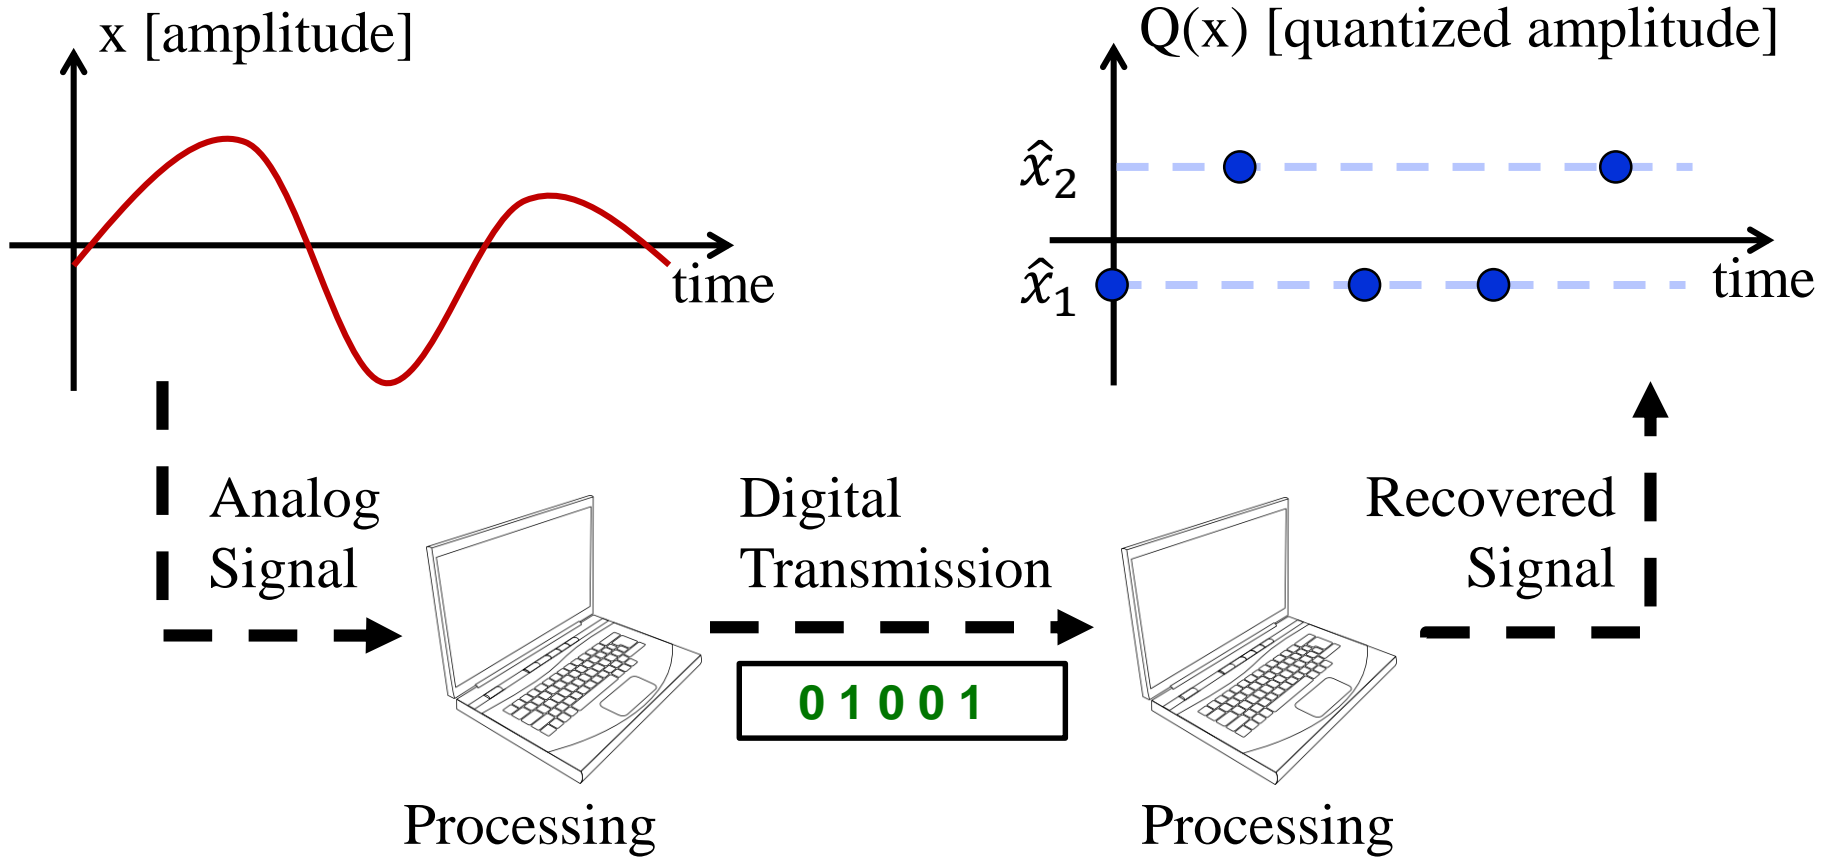 x [amplitude]
Q(x) [quantized amplitude]
x̂₂
x̂₁
time
time
Analog
Signal
Digital
Transmission
Recovered
Signal
0 1 0 0 1
Processing
Processing